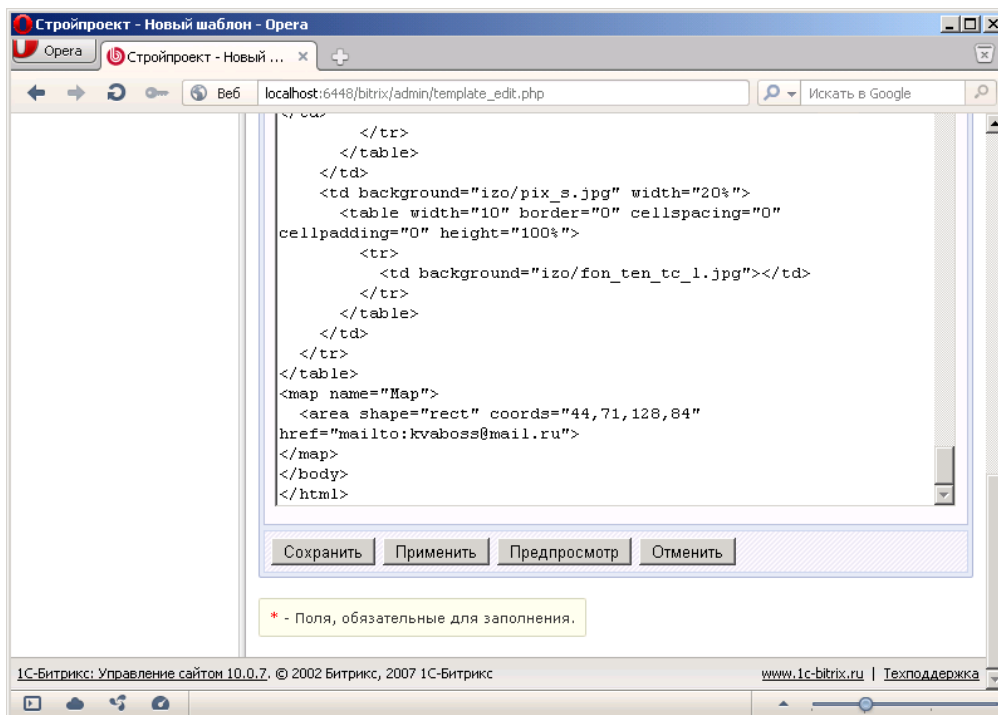 Стройпроект - Новый шаблон - Opera
Opera
Стройпроект - Новый ...
Веб
localhost:6448/bitrix/admin/template_edit.php
Искать в Google
</td>
</tr>
</table>
</td>
<td background="izo/pix_s.jpg" width="20%">
<table width="10" border="0" cellspacing="0"
cellpadding="0" height="100%">
<tr>
<td background="izo/fon_ten_tc_l.jpg"></td>
</tr>
</table>
</td>
</tr>
</table>
<map name="Map">
<area shape="rect" coords="44,71,128,84"
href="mailto:kvaboss@mail.ru">
</map>
</body>
</html>
Сохранить Применить Предпросмотр Отменить
* - Поля, обязательные для заполнения.
1С-Битрикс: Управление сайтом 10.0.7. © 2002 Битрикс, 2007 1С-Битрикс
www.1c-bitrix.ru | Техподдержка